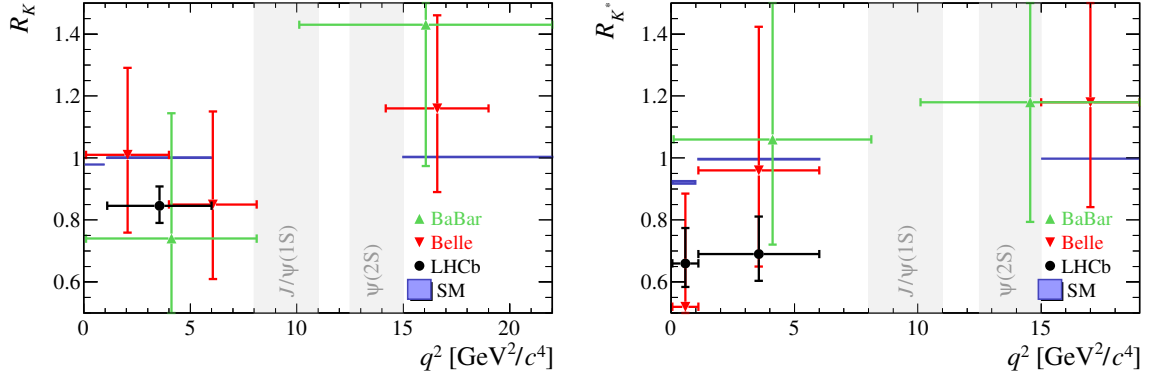 R_K
1.4
1.2
1
0.8
0.6
J/ψ(1S)
ψ(2S)
BaBar
Belle
LHCb
SM
0 5 10 15 20
q² [GeV²/c⁴]
R_K*
1.4
1.2
1
0.8
0.6
J/ψ(1S)
ψ(2S)
BaBar
Belle
LHCb
SM
0 5 10 15
q² [GeV²/c⁴]